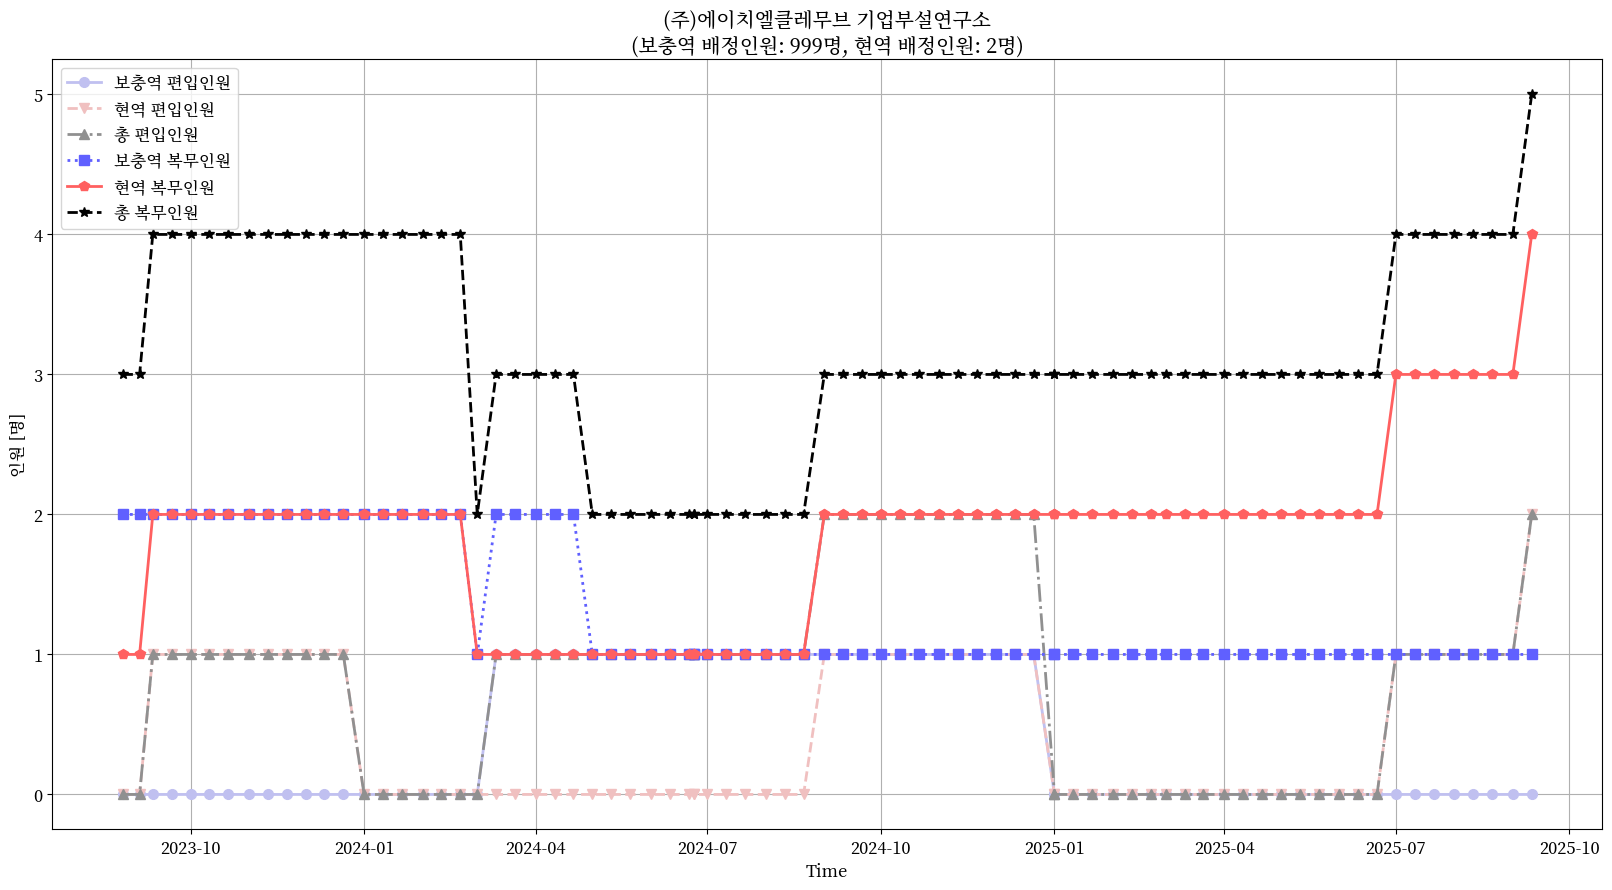 (주)에이치엘클레무브 기업부설연구소
(보충역 배정인원: 999명, 현역 배정인원: 2명)
보충역 편입인원
현역 편입인원
총 편입인원
보충역 복무인원
현역 복무인원
총 복무인원
인원 [명]
5
4
3
2
1
0
2023-10
2024-01
2024-04
2024-07
2024-10
2025-01
2025-04
2025-07
2025-10
Time